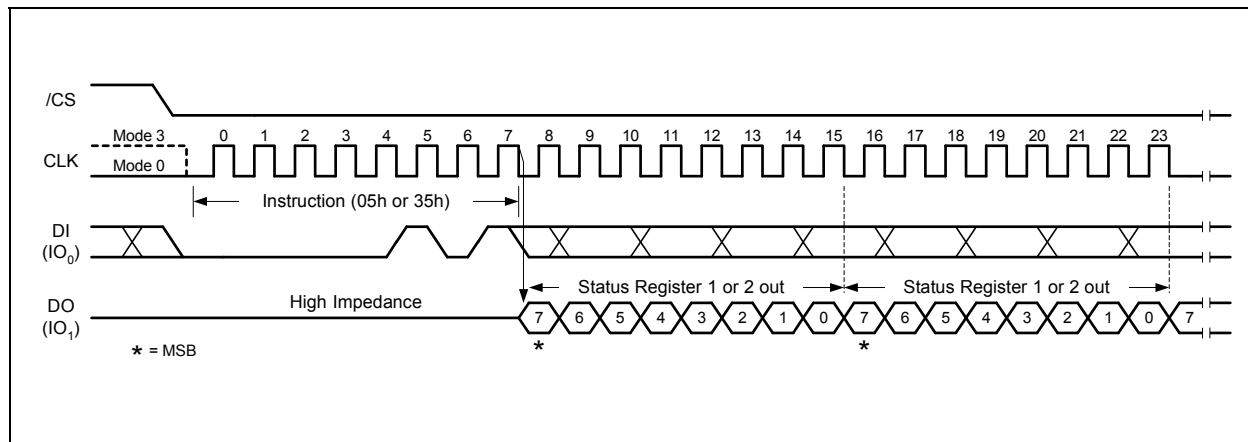 /CS
Mode 3 0 1 2 3 4 5 6 7 8 9 10 11 12 13 14 15 16 17 18 19 20 21 22 23
CLK Mode 0
Instruction (05h or 35h)
DI
(IO₀)
Status Register 1 or 2 out Status Register 1 or 2 out
High Impedance
DO 7 6 5 4 3 2 1 0 7 6 5 4 3 2 1 0 7
(IO₁)
* *
* = MSB